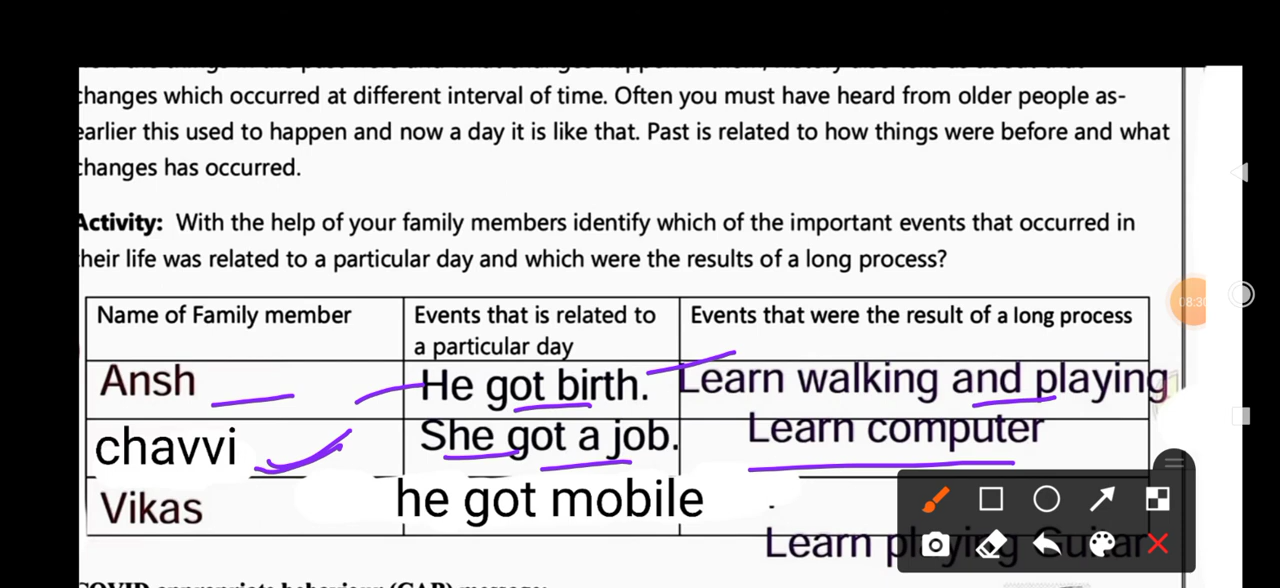 changes which occurred at different interval of time. Often you must have heard from older people as-
earlier this used to happen and now a day it is like that. Past is related to how things were before and what
changes has occurred.
Activity: With the help of your family members identify which of the important events that occurred in
their life was related to a particular day and which were the results of a long process?
Name of Family member
Events that is related to
a particular day
Events that were the result of a long process
Ansh
He got birth.
Learn walking and playing
chavvi
She got a job.
Learn computer
Vikas
he got mobile
Learn playing Guitar
08:30